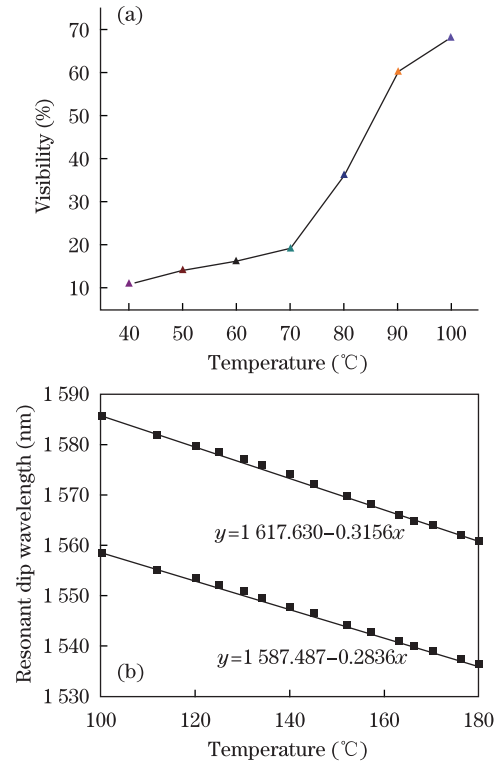 (a)
Visibility (%)
70
60
50
40
30
20
10
40 50 60 70 80 90 100
Temperature (℃)
Resonant dip wavelength (nm)
1 590
1 580
1 570
1 560
1 550
1 540
1 530
y=1 617.630−0.3156x
y=1 587.487−0.2836x
(b)
100 120 140 160 180
Temperature (℃)